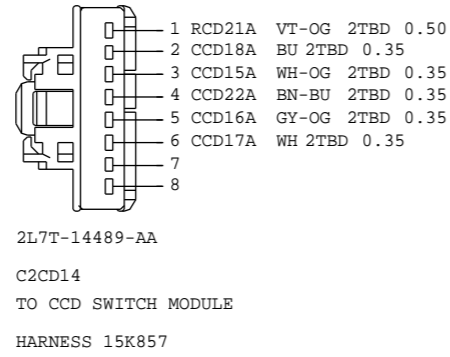 1 RCD21A VT-OG 2TBD 0.50
2 CCD18A BU 2TBD 0.35
3 CCD15A WH-OG 2TBD 0.35
4 CCD22A BN-BU 2TBD 0.35
5 CCD16A GY-OG 2TBD 0.35
6 CCD17A WH 2TBD 0.35
7
8
2L7T-14489-AA
C2CD14
TO CCD SWITCH MODULE
HARNESS 15K857